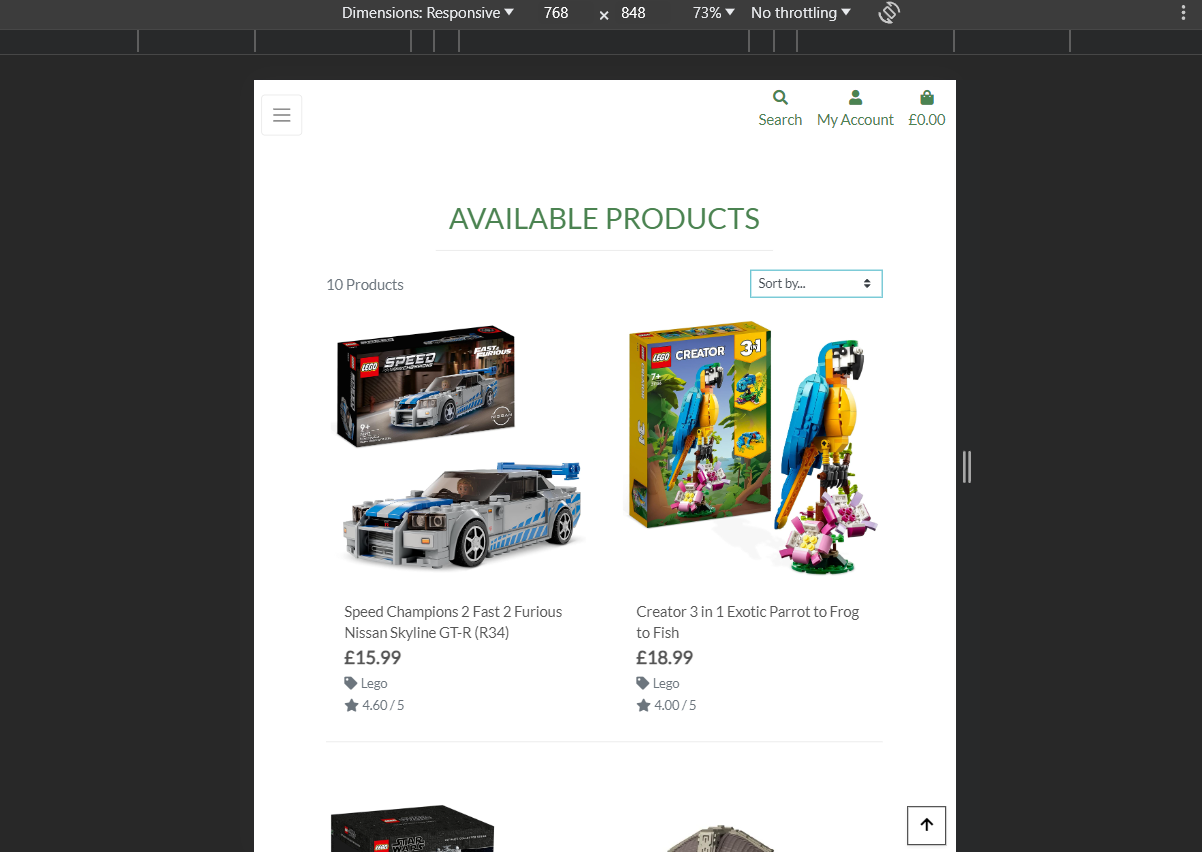 Dimensions: Responsive 768 × 848 73% No throttling
Search My Account £0.00
AVAILABLE PRODUCTS
10 Products Sort by...
LEGO SPEED CHAMPIONS FAST & FURIOUS
NISSAN
9+
LEGO CREATOR 3in1
7+
Speed Champions 2 Fast 2 Furious
Nissan Skyline GT-R (R34)
£15.99
Lego
4.60 / 5
Creator 3 in 1 Exotic Parrot to Frog
to Fish
£18.99
Lego
4.00 / 5
LEGO STAR WARS